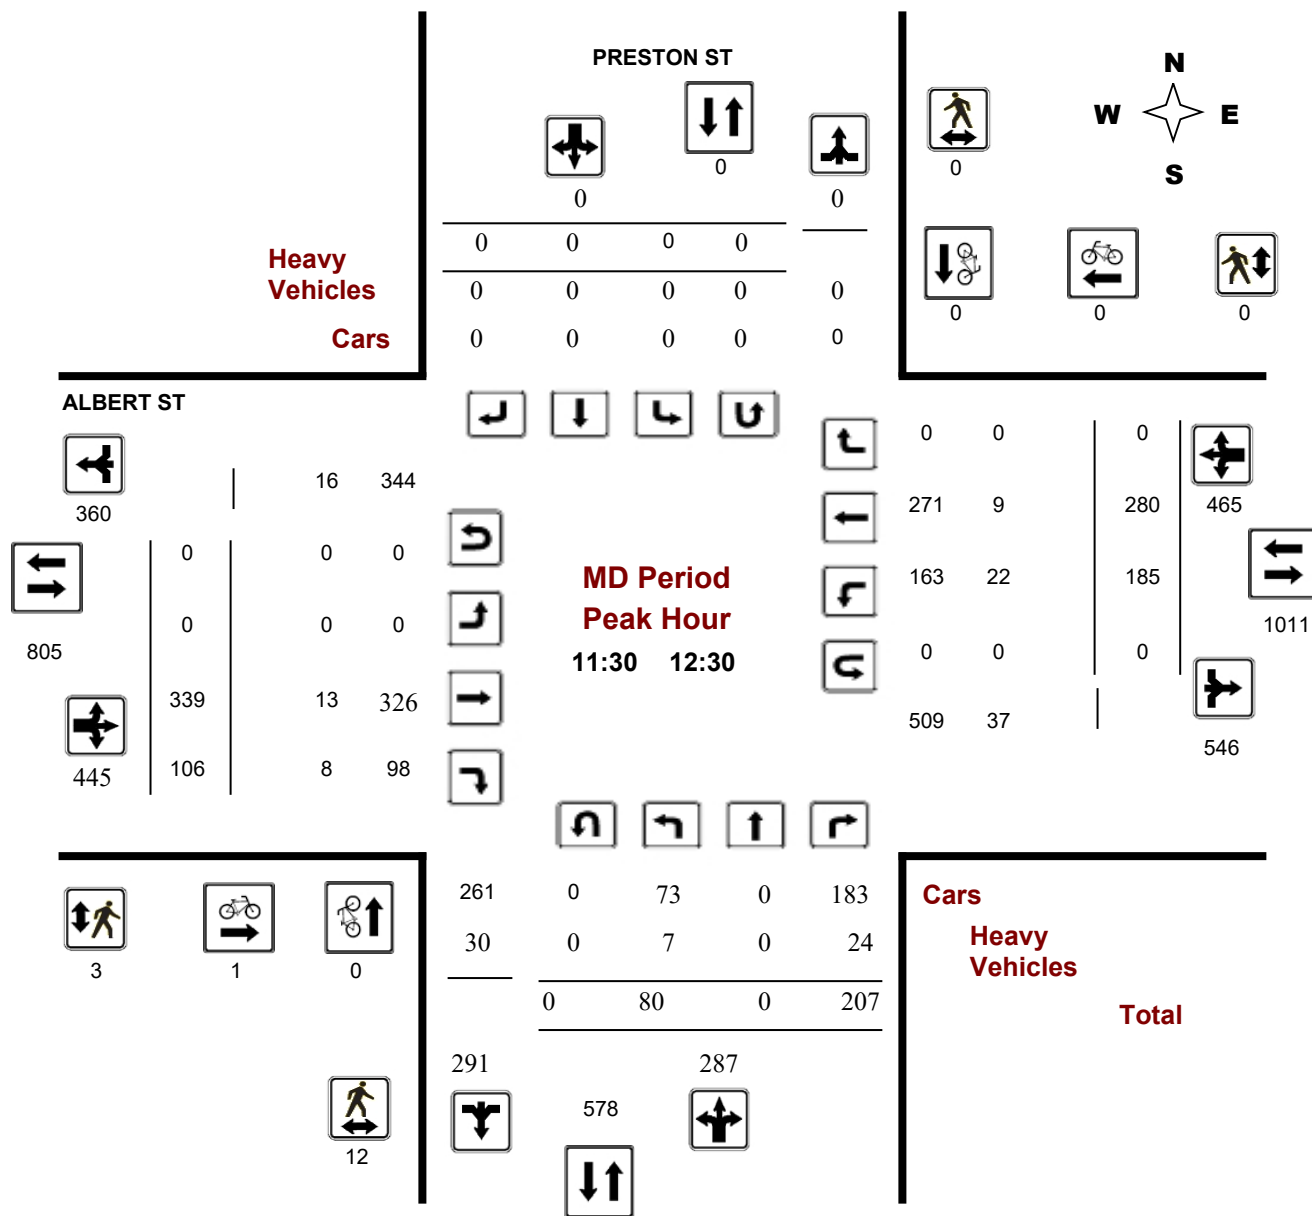 PRESTON ST
N
W E
S
0
0
0 0
0 0 0 0
Heavy
Vehicles
0 0 0 0 0
Cars
0 0 0 0 0
0 0 0
ALBERT ST
16 344
360
0 0 0
0 0 0
805
339 13 326
445
106 8 98
MD Period
Peak Hour
11:30 12:30
0 0 0
271 9 280
465
163 22 185
1011
0 0 0
509 37
546
261 0 73 0 183
Cars
30 0 7 0 24
Heavy
Vehicles
0 80 0 207
Total
3 1 0
291 287
578
12